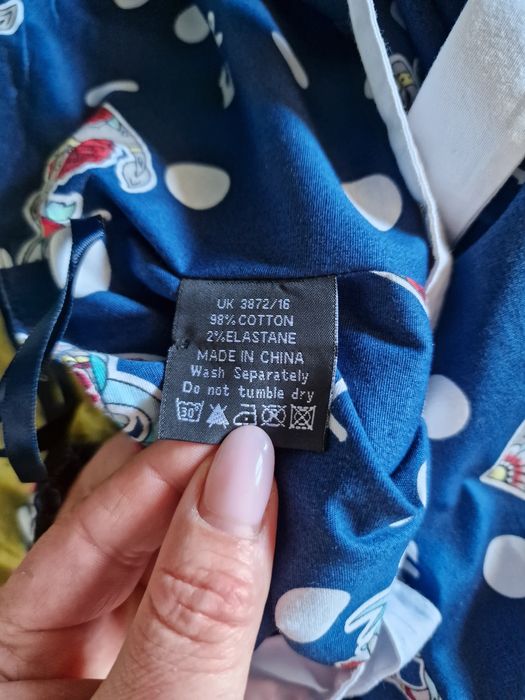 UK 3872/16
98% COTTON
2% ELASTANE
MADE IN CHINA
Wash Separately
Do not tumble dry
30°